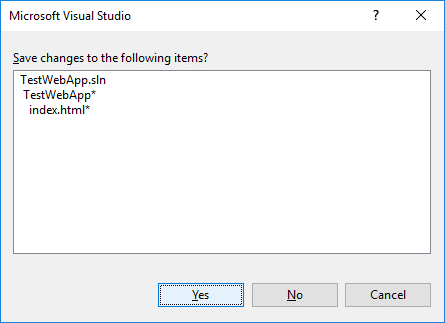 Microsoft Visual Studio
?
Save changes to the following items?
TestWebApp.sln
TestWebApp*
index.html*
Yes No Cancel